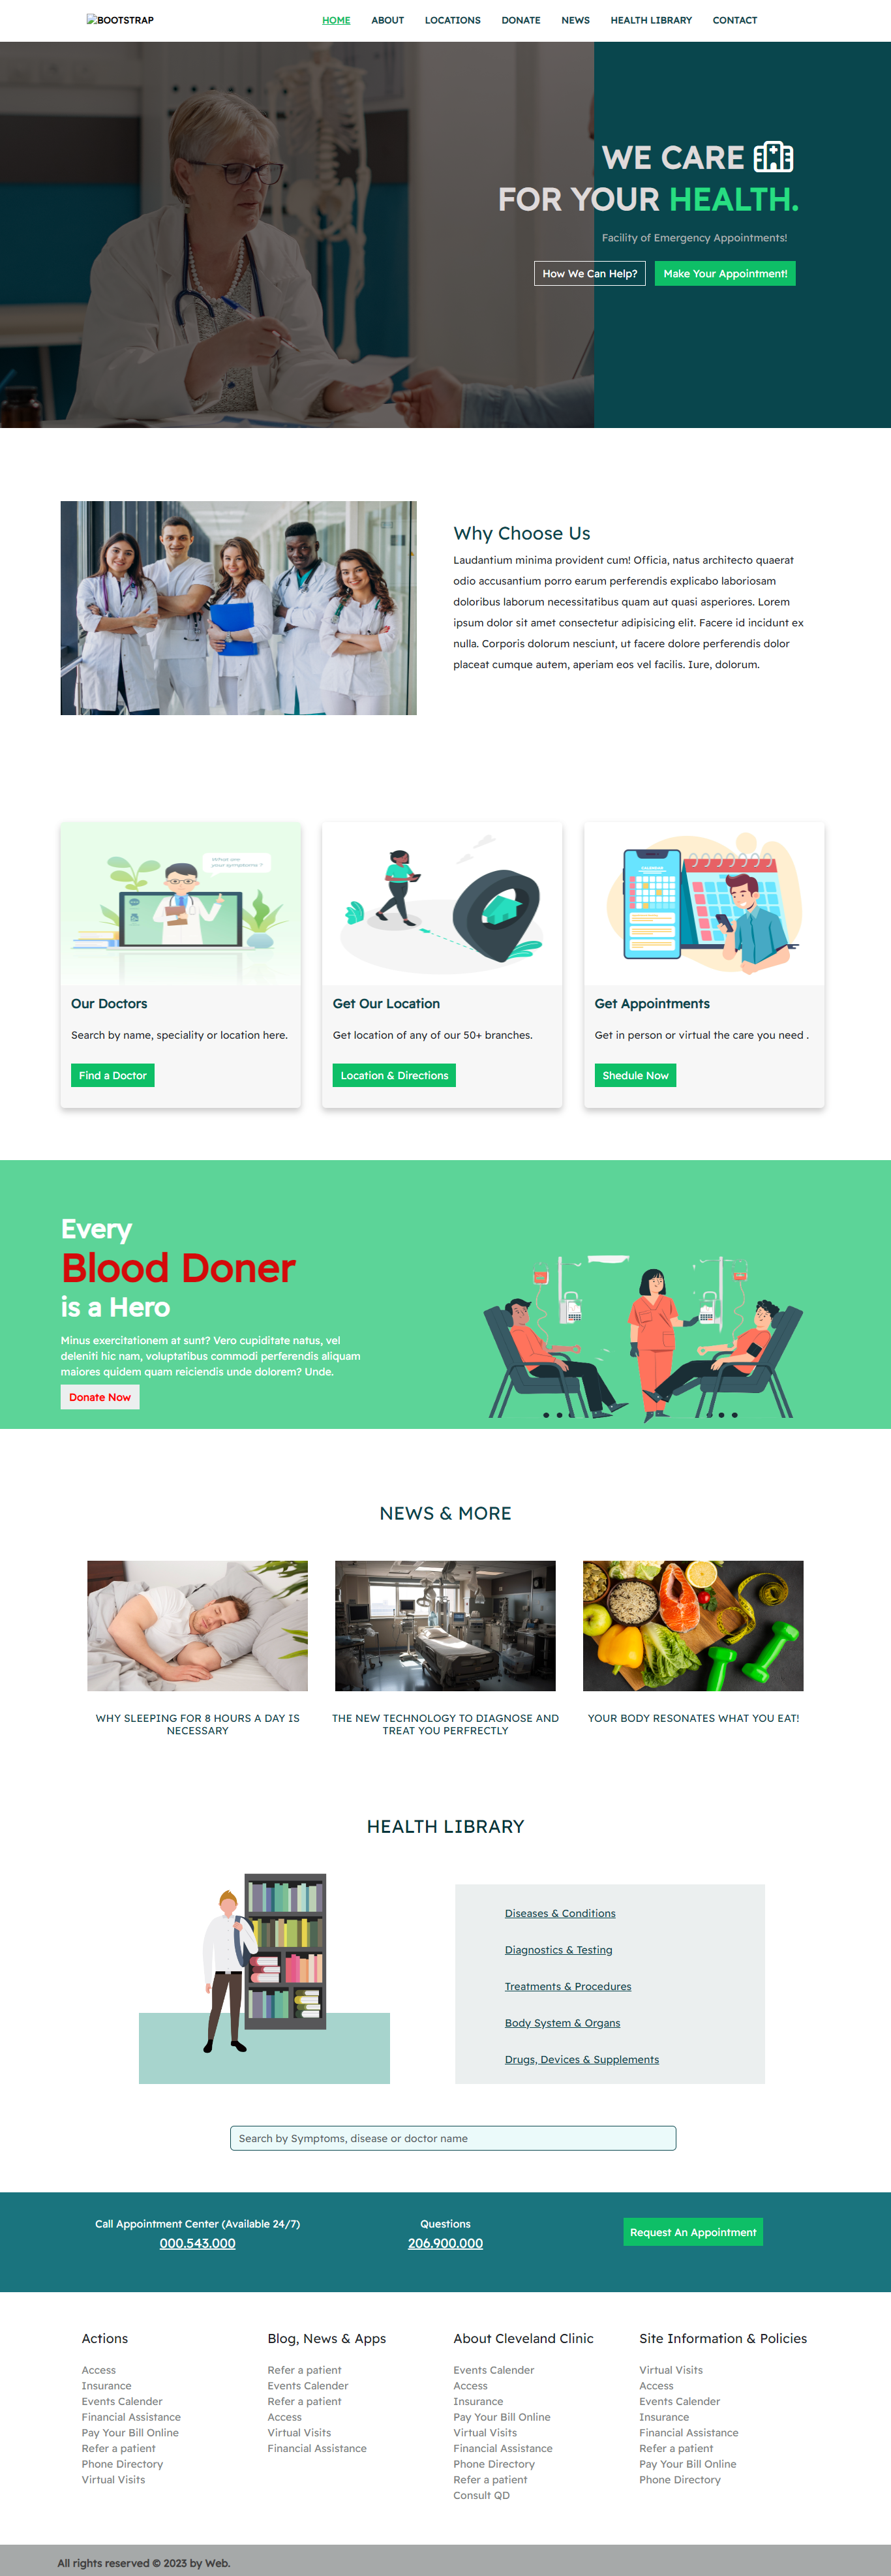 BOOTSTRAP
HOME ABOUT LOCATIONS DONATE NEWS HEALTH LIBRARY CONTACT
WE CARE
FOR YOUR HEALTH.
Facility of Emergency Appointments!
How We Can Help?
Make Your Appointment!
Why Choose Us
Laudantium minima provident cum! Officia, natus architecto quaerat
odio accusantium porro earum perferendis explicabo laboriosam
doloribus laborum necessitatibus quam aut quasi asperiores. Lorem
ipsum dolor sit amet consectetur adipisicing elit. Facere id incidunt ex
nulla. Corporis dolorum nesciunt, ut facere dolore perferendis dolor
placeat cumque autem, aperiam eos vel facilis. Iure, dolorum.
What are
your symptoms ?
Our Doctors
Search by name, speciality or location here.
Find a Doctor
Get Our Location
Get location of any of our 50+ branches.
Location & Directions
Get Appointments
Get in person or virtual the care you need .
Shedule Now
Every
Blood Doner
is a Hero
Minus exercitationem at sunt? Vero cupiditate natus, vel
deleniti hic nam, voluptatibus commodi perferendis aliquam
maiores quidem quam reiciendis unde dolorem? Unde.
Donate Now
NEWS & MORE
WHY SLEEPING FOR 8 HOURS A DAY IS
NECESSARY
THE NEW TECHNOLOGY TO DIAGNOSE AND
TREAT YOU PERFRECTLY
YOUR BODY RESONATES WHAT YOU EAT!
HEALTH LIBRARY
Diseases & Conditions
Diagnostics & Testing
Treatments & Procedures
Body System & Organs
Drugs, Devices & Supplements
Search by Symptoms, disease or doctor name
Call Appointment Center (Available 24/7)
000.543.000
Questions
206.900.000
Request An Appointment
Actions
Access
Insurance
Events Calender
Financial Assistance
Pay Your Bill Online
Refer a patient
Phone Directory
Virtual Visits
Blog, News & Apps
Refer a patient
Events Calender
Refer a patient
Access
Virtual Visits
Financial Assistance
About Cleveland Clinic
Events Calender
Access
Insurance
Pay Your Bill Online
Virtual Visits
Financial Assistance
Phone Directory
Refer a patient
Consult QD
Site Information & Policies
Virtual Visits
Access
Events Calender
Insurance
Financial Assistance
Refer a patient
Pay Your Bill Online
Phone Directory
All rights reserved © 2023 by Web.